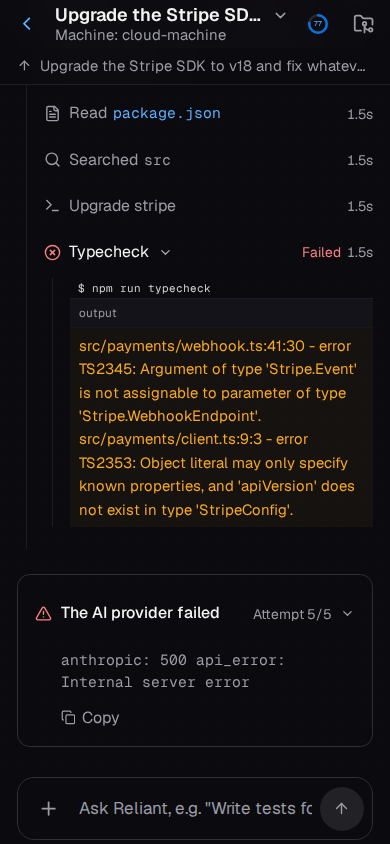 Upgrade the Stripe SD...
77
Machine: cloud-machine
Upgrade the Stripe SDK to v18 and fix whatev...
Read package.json 1.5s
Searched src 1.5s
Upgrade stripe 1.5s
Typecheck Failed 1.5s
$ npm run typecheck
output
src/payments/webhook.ts:41:30 - error
TS2345: Argument of type 'Stripe.Event'
is not assignable to parameter of type
'Stripe.WebhookEndpoint'.
src/payments/client.ts:9:3 - error
TS2353: Object literal may only specify
known properties, and 'apiVersion' does
not exist in type 'StripeConfig'.
The AI provider failed Attempt 5/5
anthropic: 500 api_error:
Internal server error
Copy
Ask Reliant, e.g. "Write tests fo